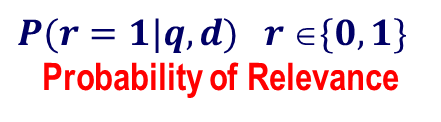 P(r = 1|q, d) r ∈{0, 1}
Probability of Relevance